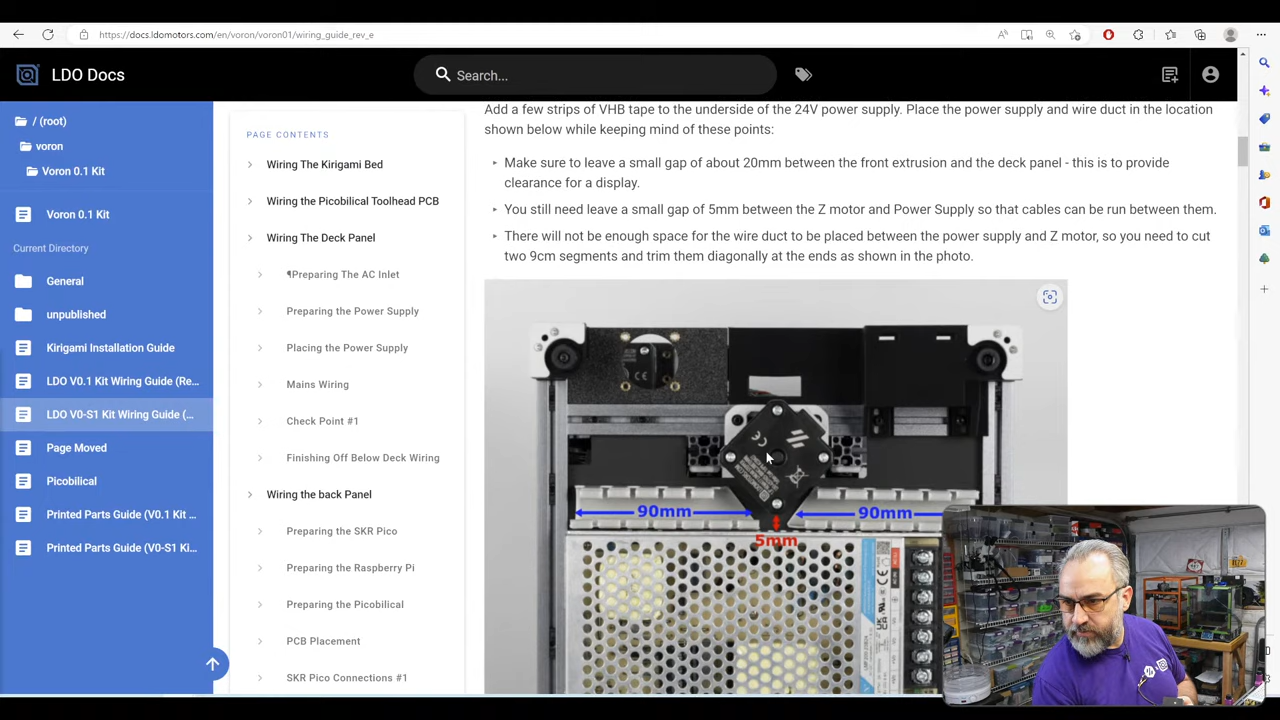 https://docs.ldomotors.com/en/voron/voron01/wiring_guide_rev_e
LDO Docs
Search...
/ (root)
voron
Voron 0.1 Kit
Voron 0.1 Kit
Current Directory
General
unpublished
Kirigami Installation Guide
LDO V0.1 Kit Wiring Guide (Re...
LDO V0-S1 Kit Wiring Guide (...
Page Moved
Picobilical
Printed Parts Guide (V0.1 Kit ...
Printed Parts Guide (V0-S1 Ki...
PAGE CONTENTS
Wiring The Kirigami Bed
Wiring the Picobilical Toolhead PCB
Wiring The Deck Panel
¶Preparing The AC Inlet
Preparing the Power Supply
Placing the Power Supply
Mains Wiring
Check Point #1
Finishing Off Below Deck Wiring
Wiring the back Panel
Preparing the SKR Pico
Preparing the Raspberry Pi
Preparing the Picobilical
PCB Placement
SKR Pico Connections #1
Add a few strips of VHB tape to the underside of the 24V power supply. Place the power supply and wire duct in the location
shown below while keeping mind of these points:
Make sure to leave a small gap of about 20mm between the front extrusion and the deck panel - this is to provide
clearance for a display.
You still need leave a small gap of 5mm between the Z motor and Power Supply so that cables can be run between them.
There will not be enough space for the wire duct to be placed between the power supply and Z motor, so you need to cut
two 9cm segments and trim them diagonally at the ends as shown in the photo.
90mm
90mm
5mm